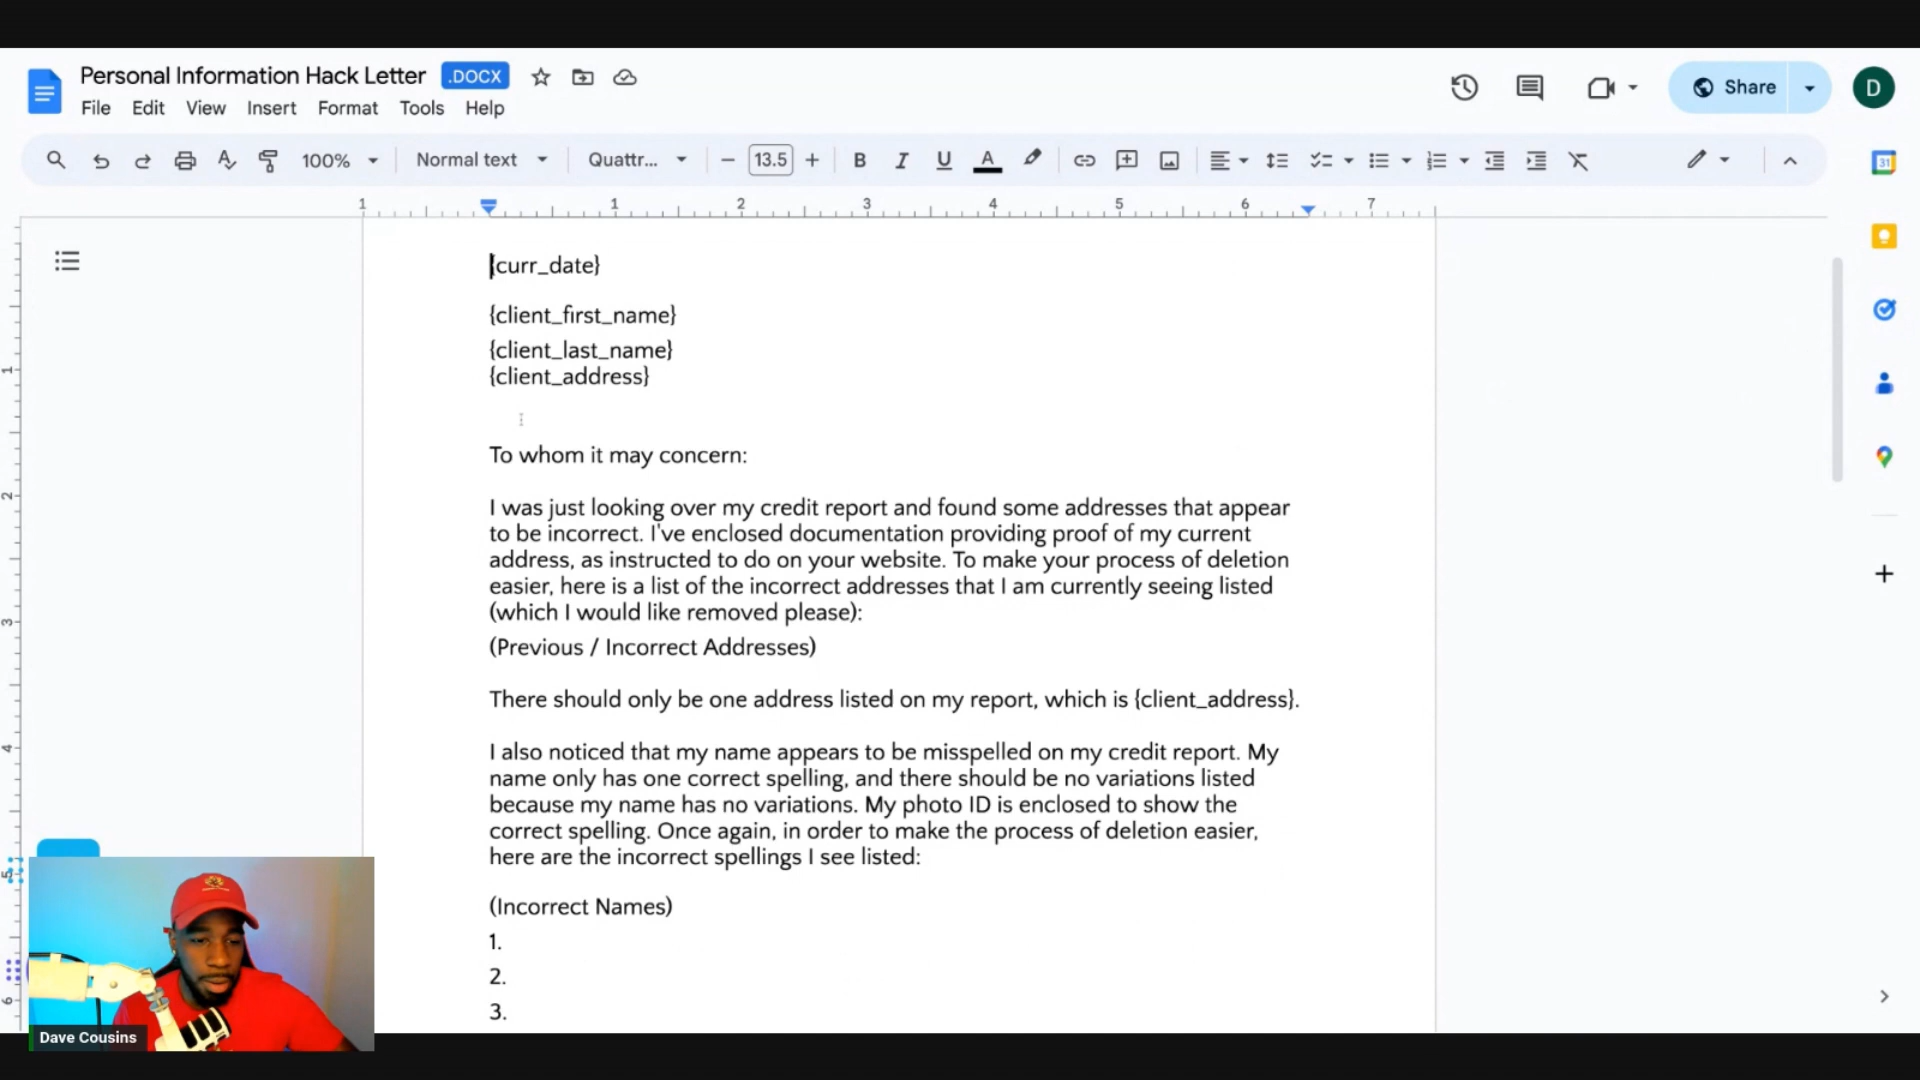 Personal Information Hack Letter .DOCX
File Edit View Insert Format Tools Help
Share
D
100% Normal text Quattr... 13.5 B I U A
31
1 1 2 3 4 5 6 7
1
2
3
4
5
6
{curr_date}
{client_first_name}
{client_last_name}
{client_address}
To whom it may concern:
I was just looking over my credit report and found some addresses that appear
to be incorrect. I've enclosed documentation providing proof of my current
address, as instructed to do on your website. To make your process of deletion
easier, here is a list of the incorrect addresses that I am currently seeing listed
(which I would like removed please):
(Previous / Incorrect Addresses)
There should only be one address listed on my report, which is {client_address}.
I also noticed that my name appears to be misspelled on my credit report. My
name only has one correct spelling, and there should be no variations listed
because my name has no variations. My photo ID is enclosed to show the
correct spelling. Once again, in order to make the process of deletion easier,
here are the incorrect spellings I see listed:
(Incorrect Names)
1.
2.
3.
Dave Cousins